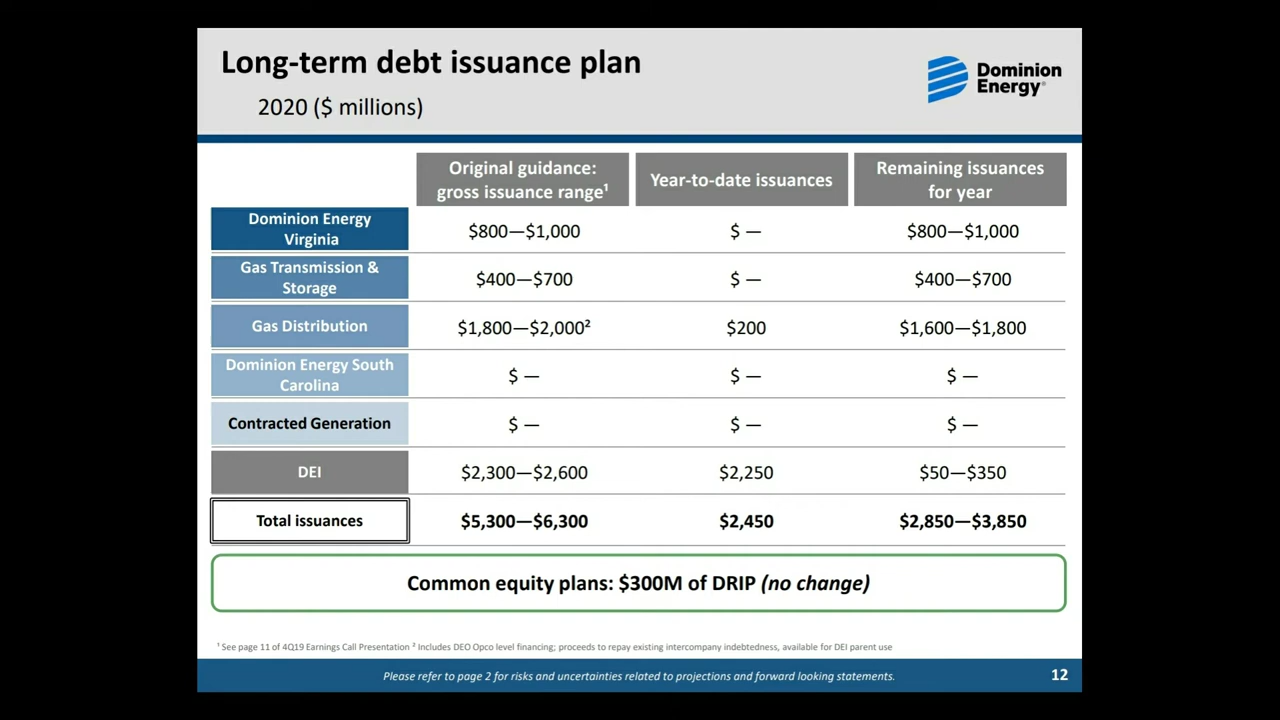 Long-term debt issuance plan
2020 ($ millions)
Dominion
Energy®
Original guidance:
gross issuance range¹
Year-to-date issuances
Remaining issuances
for year
Dominion Energy
Virginia
$800—$1,000
$ —
$800—$1,000
Gas Transmission &
Storage
$400—$700
$ —
$400—$700
Gas Distribution
$1,800—$2,000²
$200
$1,600—$1,800
Dominion Energy South
Carolina
$ —
$ —
$ —
Contracted Generation
$ —
$ —
$ —
DEI
$2,300—$2,600
$2,250
$50—$350
Total issuances
$5,300—$6,300
$2,450
$2,850—$3,850
Common equity plans: $300M of DRIP (no change)
¹ See page 11 of 4Q19 Earnings Call Presentation ² Includes DEO Opco level financing; proceeds to repay existing intercompany indebtedness, available for DEI parent use
Please refer to page 2 for risks and uncertainties related to projections and forward looking statements.
12